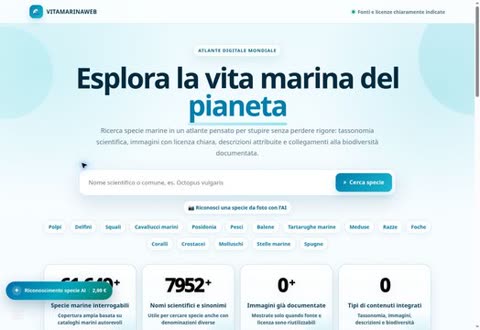 VITAMARINAWEB
Fonti e licenze chiaramente indicate
ATLANTE DIGITALE MONDIALE
Esplora la vita marina del
pianeta
Ricerca specie marine in un atlante pensato per stupire senza perdere rigore: tassonomia
scientifica, immagini con licenza chiara, descrizioni attribuite e collegamenti alla biodiversità
documentata.
Nome scientifico o comune, es. Octopus vulgaris
Cerca specie
Riconosci una specie da foto con l'AI
Polpi Delfini Squali Cavallucci marini Posidonia Pesci Balene Tartarughe marine Meduse Razze Foche
Coralli Crostacei Molluschi Stelle marine Spugne
7952+ 0+ 0
Riconoscimento specie AI 2,99 €
Specie marine interrogabili Nomi scientifici e sinonimi Immagini già documentate Tipi di contenuti integrati
Copertura ampia basata su Utile per cercare specie anche con Mostrate solo quando fonte e Tassonomia, immagini,
cataloghi marini autorevoli denominazioni diverse licenza sono riutilizzabili descrizioni e biodiversità